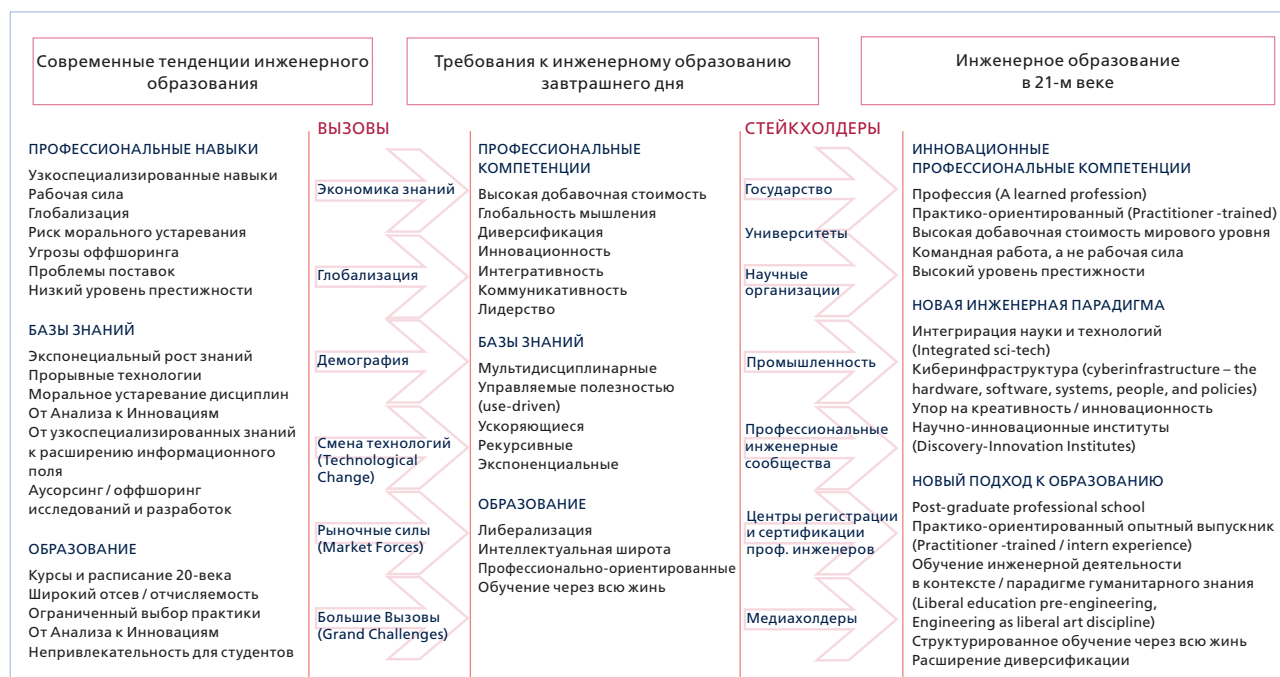 Современные тенденции инженерного
образования
Требования к инженерному образованию
завтрашнего дня
Инженерное образование
в 21-м веке
ПРОФЕССИОНАЛЬНЫЕ НАВЫКИ
Узкоспециализированные навыки
Рабочая сила
Глобализация
Риск морального устаревания
Угрозы оффшоринга
Проблемы поставок
Низкий уровень престижности
БАЗЫ ЗНАНИЙ
Экспонециальный рост знаний
Прорывные технологии
Моральное устаревание дисциплин
От Анализа к Инновациям
От узкоспециализированных знаний
к расширению информационного
поля
Аусорсинг / оффшоринг
исследований и разработок
ОБРАЗОВАНИЕ
Курсы и расписание 20-века
Широкий отсев / отчисляемость
Ограниченный выбор практики
От Анализа к Инновациям
Непривлекательность для студентов
ВЫЗОВЫ
Экономика знаний
Глобализация
Демография
Смена технологий
(Technological
Change)
Рыночные силы
(Market Forces)
Большие Вызовы
(Grand Challenges)
ПРОФЕССИОНАЛЬНЫЕ
КОМПЕТЕНЦИИ
Высокая добавочная стоимость
Глобальность мышления
Диверсификация
Инновационность
Интегративность
Коммуникативность
Лидерство
БАЗЫ ЗНАНИЙ
Мультидисциплинарные
Управляемые полезностью
(use-driven)
Ускоряющиеся
Рекурсивные
Экспоненциальные
ОБРАЗОВАНИЕ
Либерализация
Интеллектуальная широта
Профессионально-ориентированные
Обучение через всю жинь
СТЕЙКХОЛДЕРЫ
Государство
Университеты
Научные
организации
Промышленность
Профессиональные
инженерные
сообщества
Центры регистрации
и сертификации
проф. инженеров
Медиахолдеры
ИННОВАЦИОННЫЕ
ПРОФЕССИОНАЛЬНЫЕ КОМПЕТЕНЦИИ
Профессия (A learned profession)
Практико-ориентированный (Practitioner -trained)
Высокая добавочная стоимость мирового уровня
Командная работа, а не рабочая сила
Высокий уровень престижности
НОВАЯ ИНЖЕНЕРНАЯ ПАРАДИГМА
Интегрирация науки и технологий
(Integrated sci-tech)
Киберинфраструктура (cyberinfrastructure – the
hardware, software, systems, people, and policies)
Упор на креативность / инновационность
Научно-инновационные институты
(Discovery-Innovation Institutes)
НОВЫЙ ПОДХОД К ОБРАЗОВАНИЮ
Post-graduate professional school
Практико-ориентированный опытный выпускник
(Practitioner -trained / intern experience)
Обучение инженерной деятельности
в контексте / парадигме гуманитарного знания
(Liberal education pre-engineering,
Engineering as liberal art discipline)
Структурированное обучение через всю жинь
Расширение диверсификации